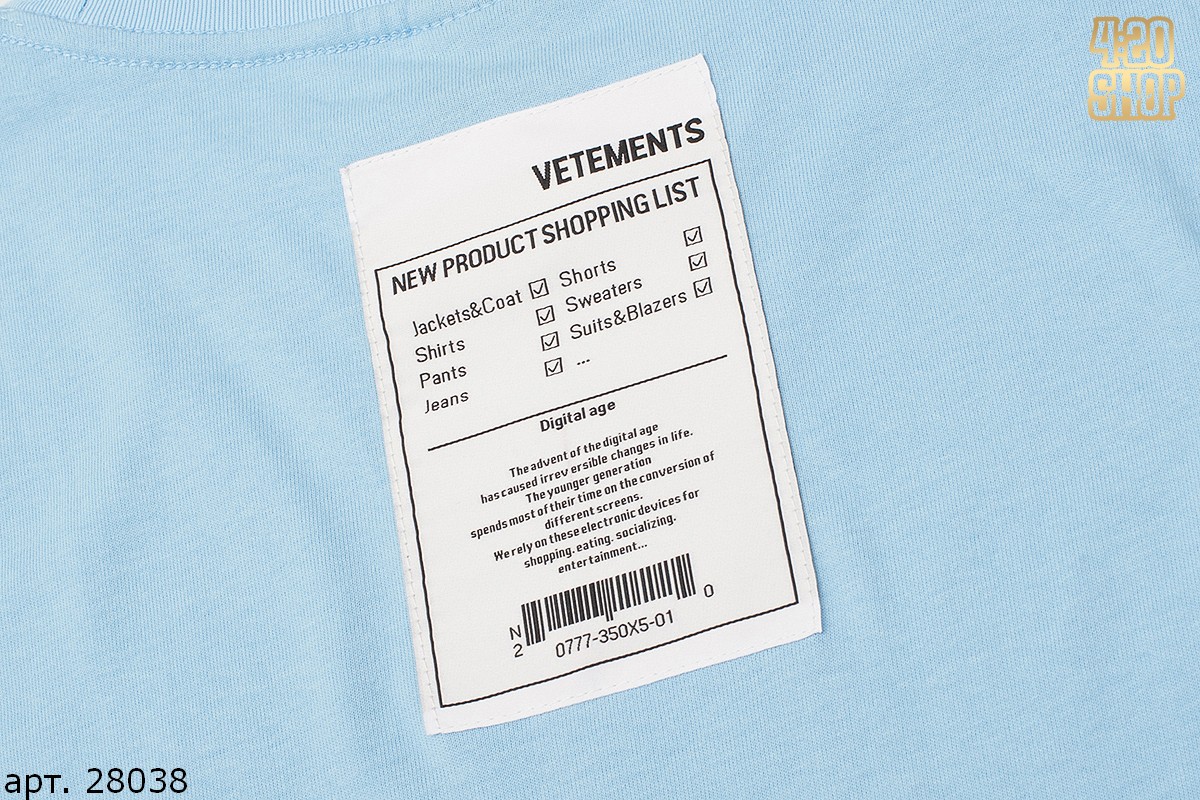 4:20
SHOP
VETEMENTS
NEW PRODUCT SHOPPING LIST
Jackets&Coat ☑ Shorts ☑
Shirts ☑ Sweaters ☑
Pants ☑ Suits&Blazers ☑
Jeans ☑ ...
Digital age
The advent of the digital age
has caused irrev ersible changes in life.
The younger generation
spends most of their time on the conversion of
different screens.
We rely on these electronic devices for
shopping. eating. socializing.
entertainment...
N
2 0777-350X5-01 0
арт. 28038